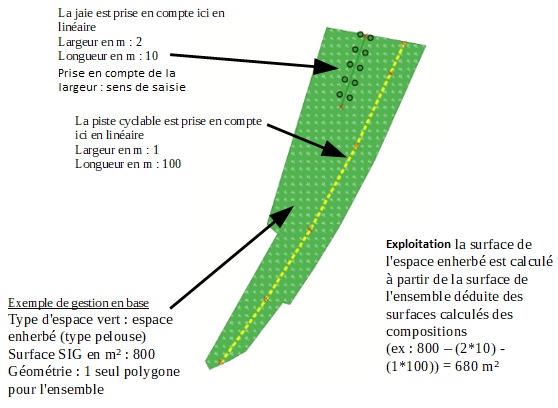 La jaie est prise en compte ici en
linéaire
Largeur en m : 2
Longueur en m : 10
Prise en compte de la
largeur : sens de saisie
La piste cyclable est prise en compte
ici en linéaire
Largeur en m : 1
Longueur en m : 100
Exploitation la surface de
l'espace enherbé est calculé
à partir de la surface de
l'ensemble déduite des
surfaces calculés des
compositions
(ex : 800 – (2*10) -
(1*100)) = 680 m²
Exemple de gestion en base
Type d'espace vert : espace
enherbé (type pelouse)
Surface SIG en m² : 800
Géométrie : 1 seul polygone
pour l'ensemble